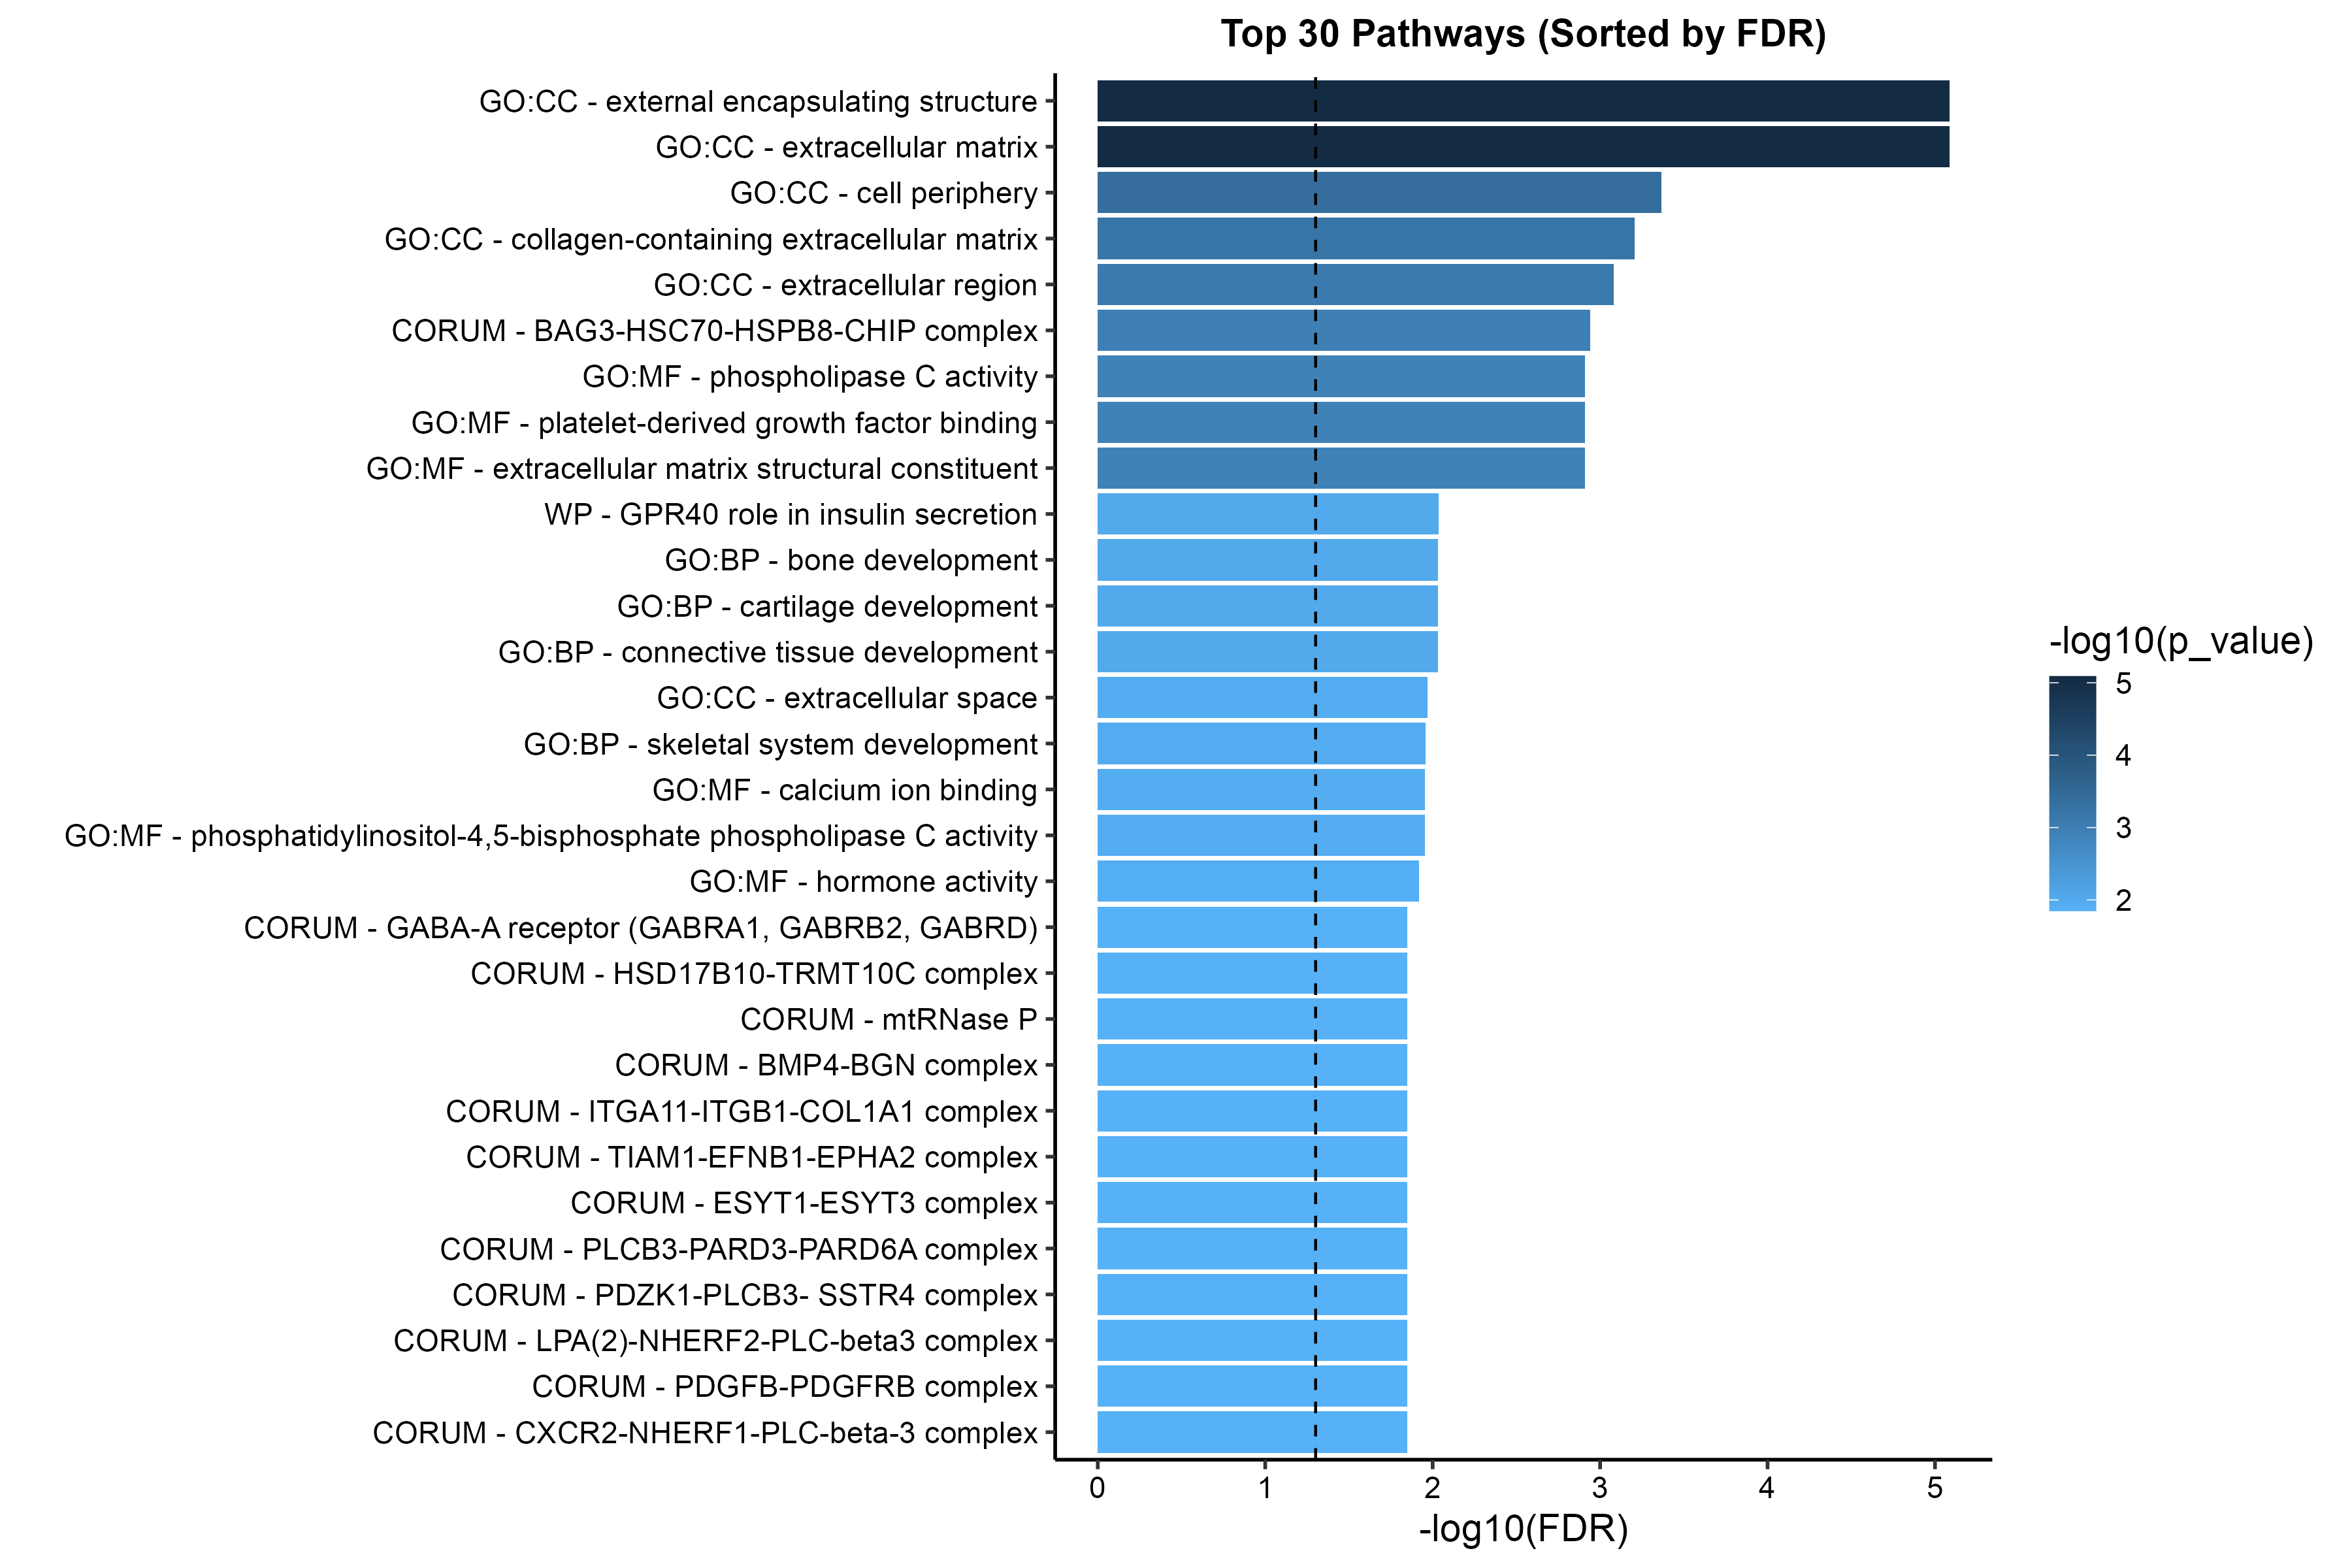 Top 30 Pathways (Sorted by FDR)
GO:CC - external encapsulating structure
GO:CC - extracellular matrix
GO:CC - cell periphery
GO:CC - collagen-containing extracellular matrix
GO:CC - extracellular region
CORUM - BAG3-HSC70-HSPB8-CHIP complex
GO:MF - phospholipase C activity
GO:MF - platelet-derived growth factor binding
GO:MF - extracellular matrix structural constituent
WP - GPR40 role in insulin secretion
GO:BP - bone development
GO:BP - cartilage development
GO:BP - connective tissue development
GO:CC - extracellular space
GO:BP - skeletal system development
GO:MF - calcium ion binding
GO:MF - phosphatidylinositol-4,5-bisphosphate phospholipase C activity
GO:MF - hormone activity
CORUM - GABA-A receptor (GABRA1, GABRB2, GABRD)
CORUM - HSD17B10-TRMT10C complex
CORUM - mtRNase P
CORUM - BMP4-BGN complex
CORUM - ITGA11-ITGB1-COL1A1 complex
CORUM - TIAM1-EFNB1-EPHA2 complex
CORUM - ESYT1-ESYT3 complex
CORUM - PLCB3-PARD3-PARD6A complex
CORUM - PDZK1-PLCB3- SSTR4 complex
CORUM - LPA(2)-NHERF2-PLC-beta3 complex
CORUM - PDGFB-PDGFRB complex
CORUM - CXCR2-NHERF1-PLC-beta-3 complex
0 1 2 3 4 5
-log10(FDR)
-log10(p_value)
5
4
3
2